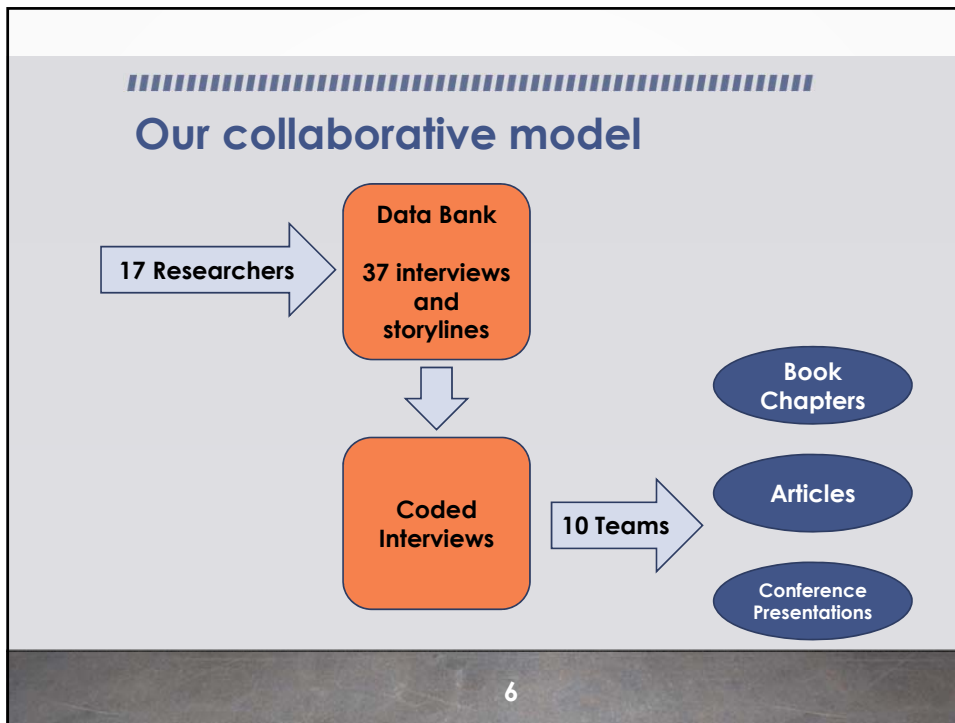 Our collaborative model
17 Researchers
Data Bank
37 interviews
and
storylines
Coded
Interviews
10 Teams
Book
Chapters
Articles
Conference
Presentations
6